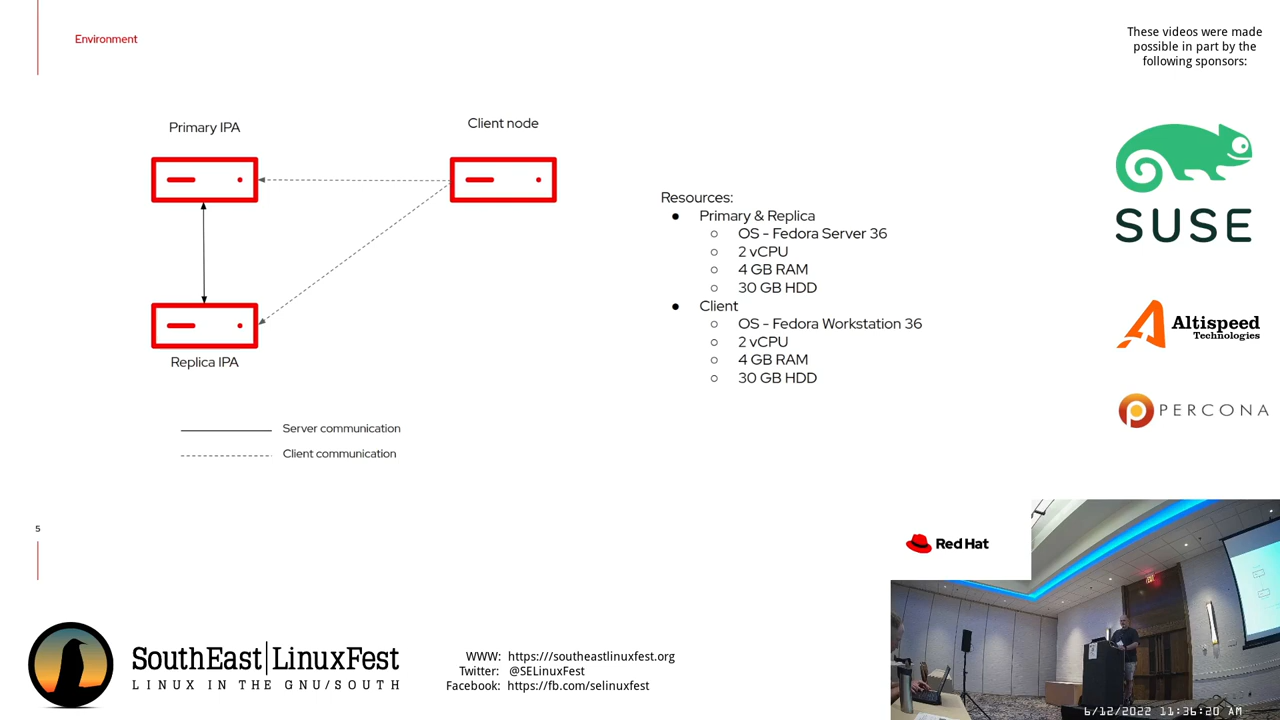 Environment
These videos were made
possible in part by the
following sponsors:
Primary IPA
Client node
Replica IPA
Server communication
Client communication
Resources:
● Primary & Replica
○ OS - Fedora Server 36
○ 2 vCPU
○ 4 GB RAM
○ 30 GB HDD
● Client
○ OS - Fedora Workstation 36
○ 2 vCPU
○ 4 GB RAM
○ 30 GB HDD
SUSE
Altispeed
Technologies
PERCONA
5
Red Hat
SouthEast|LinuxFest
LINUX IN THE GNU/SOUTH
WWW: https:///southeastlinuxfest.org
Twitter: @SELinuxFest
Facebook: https://fb.com/selinuxfest
6/12/2022 11:36:20 AM